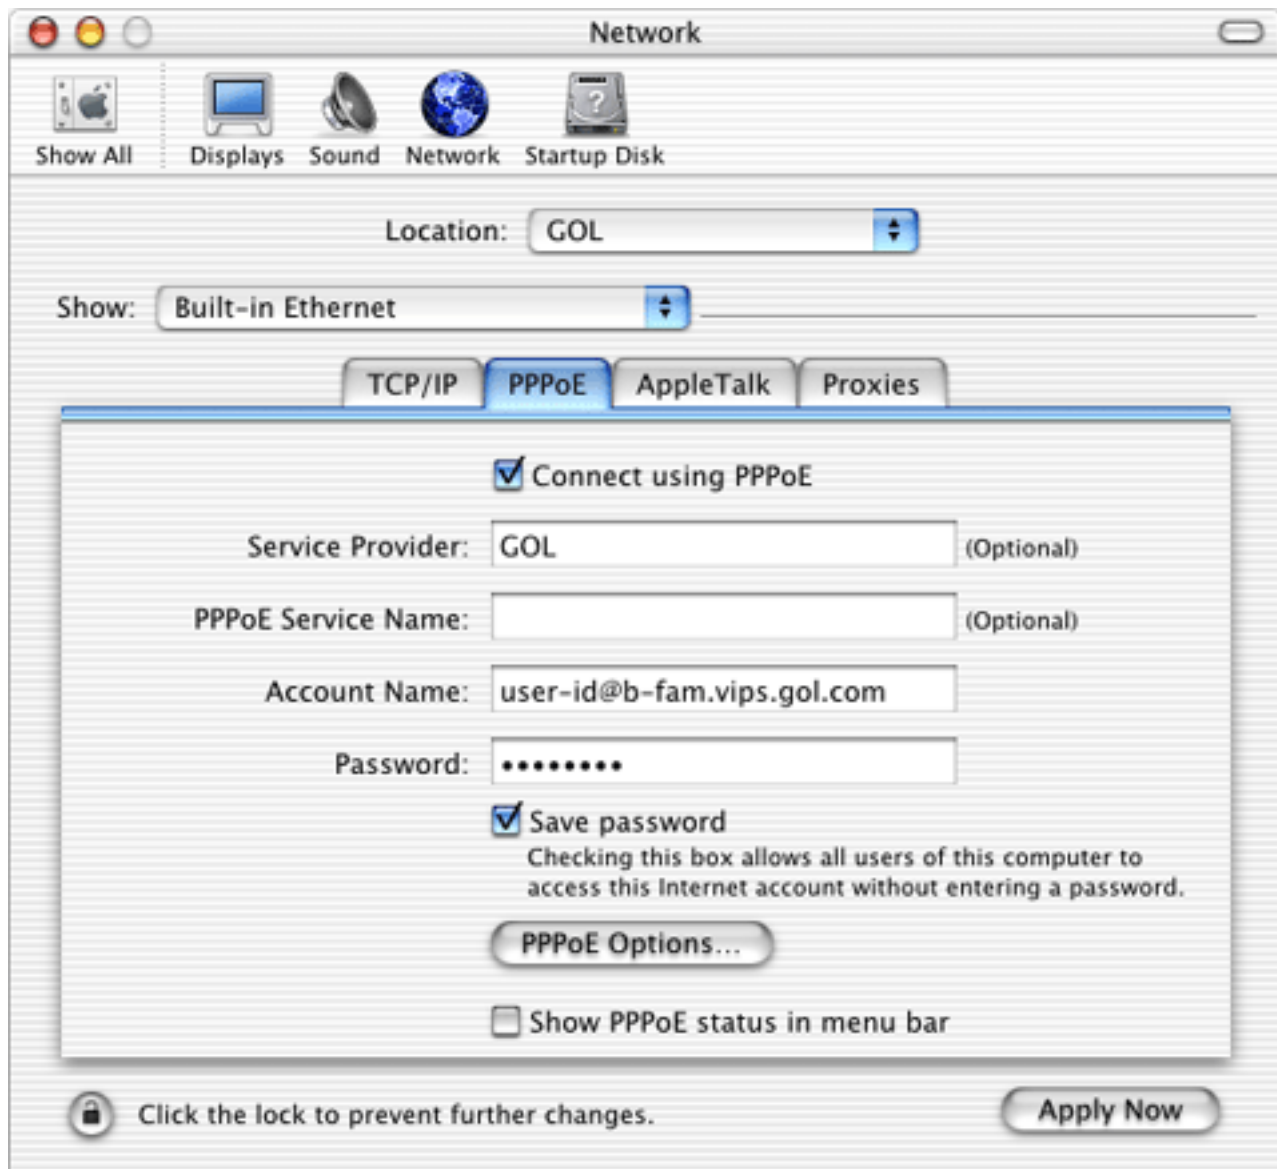 Network
Show All
Displays
Sound
Network
Startup Disk
Location: GOL
Show: Built-in Ethernet
TCP/IP
PPPoE
AppleTalk
Proxies
Connect using PPPoE
Service Provider: GOL (Optional)
PPPoE Service Name: (Optional)
Account Name: user-id@b-fam.vips.gol.com
Password: ••••••••
Save password
Checking this box allows all users of this computer to
access this Internet account without entering a password.
PPPoE Options...
Show PPPoE status in menu bar
Click the lock to prevent further changes.
Apply Now